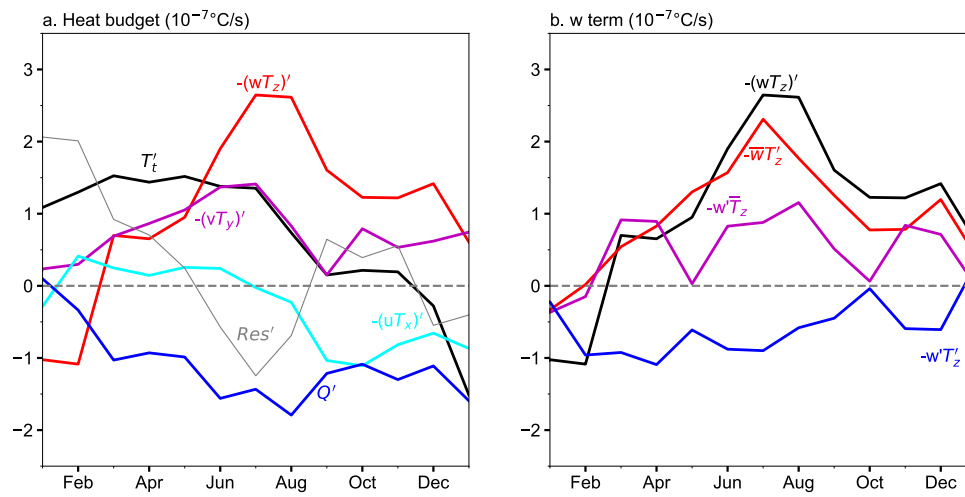 a. Heat budget (10⁻⁷°C/s)
3
2
1
0
−1
−2
-(wT_z)′
T′_t
-(vT_y)′
-(uT_x)′
Res′
Q′
Feb Apr Jun Aug Oct Dec
b. w term (10⁻⁷°C/s)
3
2
1
0
−1
−2
-(wT_z)′
-w̅T′_z
-w'T̅_z
-w'T′_z
Feb Apr Jun Aug Oct Dec